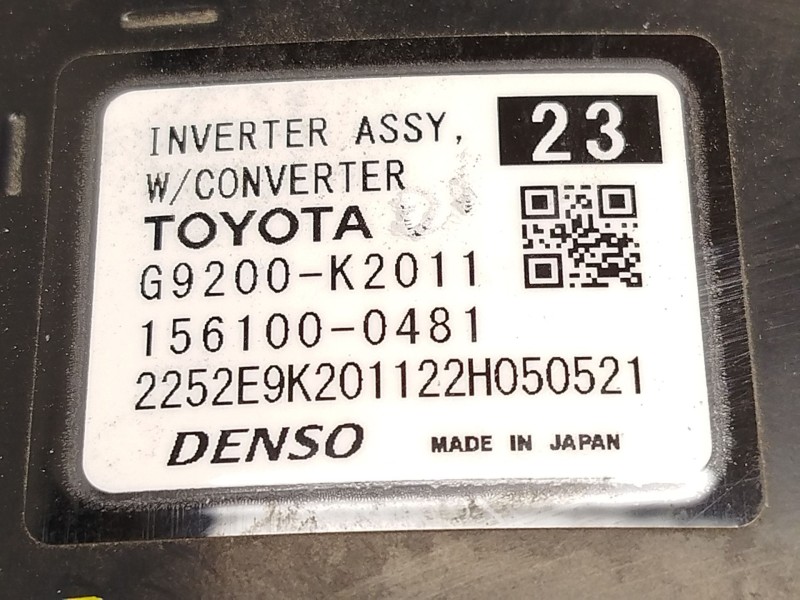 INVERTER ASSY, 23
W/CONVERTER
TOYOTA
G9200-K2011
156100-0481
2252E9K201122H050521
DENSO MADE IN JAPAN